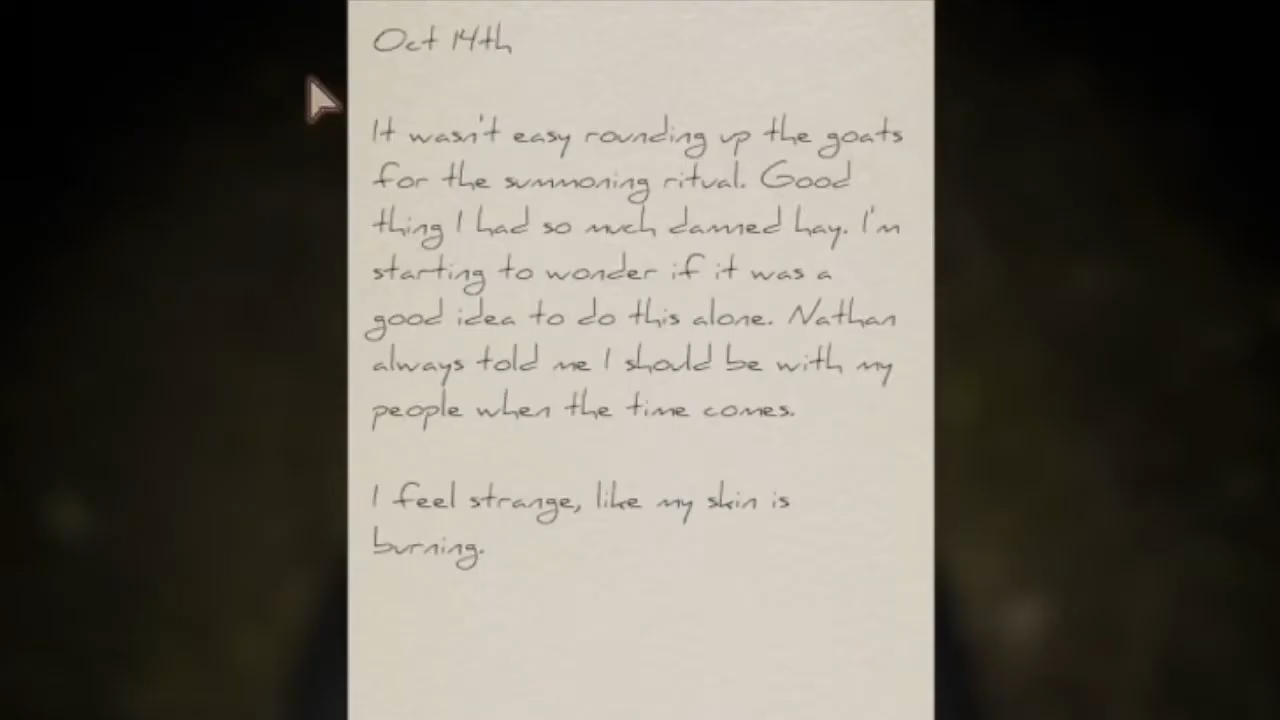 Oct 14th
It wasn't easy rounding up the goats
for the summoning ritual. Good
thing I had so much damned hay. I'm
starting to wonder if it was a
good idea to do this alone. Nathan
always told me I should be with my
people when the time comes.
I feel strange, like my skin is
burning.